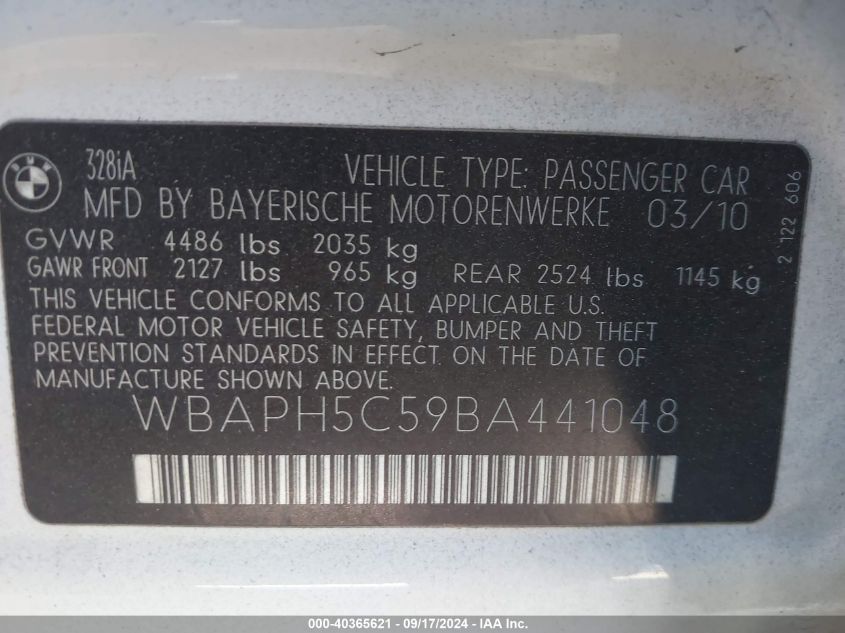 BMW
328iA
VEHICLE TYPE: PASSENGER CAR
MFD BY BAYERISCHE MOTORENWERKE 03/10
GVWR 4486 lbs 2035 kg
GAWR FRONT 2127 lbs 965 kg REAR 2524 lbs 1145 kg
THIS VEHICLE CONFORMS TO ALL APPLICABLE U.S.
FEDERAL MOTOR VEHICLE SAFETY, BUMPER AND THEFT
PREVENTION STANDARDS IN EFFECT ON THE DATE OF
MANUFACTURE SHOWN ABOVE.
WBAPH5C59BA441048
2 122 606
000-40365621 - 09/17/2024 - IAA Inc.